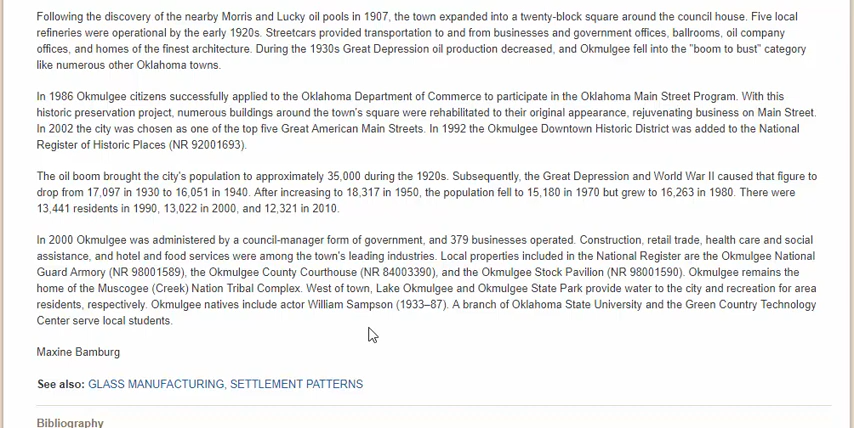 Following the discovery of the nearby Morris and Lucky oil pools in 1907, the town expanded into a twenty-block square around the council house. Five local
refineries were operational by the early 1920s. Streetcars provided transportation to and from businesses and government offices, ballrooms, oil company
offices, and homes of the finest architecture. During the 1930s Great Depression oil production decreased, and Okmulgee fell into the "boom to bust" category
like numerous other Oklahoma towns.
In 1986 Okmulgee citizens successfully applied to the Oklahoma Department of Commerce to participate in the Oklahoma Main Street Program. With this
historic preservation project, numerous buildings around the town's square were rehabilitated to their original appearance, rejuvenating business on Main Street.
In 2002 the city was chosen as one of the top five Great American Main Streets. In 1992 the Okmulgee Downtown Historic District was added to the National
Register of Historic Places (NR 92001693).
The oil boom brought the city's population to approximately 35,000 during the 1920s. Subsequently, the Great Depression and World War II caused that figure to
drop from 17,097 in 1930 to 16,051 in 1940. After increasing to 18,317 in 1950, the population fell to 15,180 in 1970 but grew to 16,263 in 1980. There were
13,441 residents in 1990, 13,022 in 2000, and 12,321 in 2010.
In 2000 Okmulgee was administered by a council-manager form of government, and 379 businesses operated. Construction, retail trade, health care and social
assistance, and hotel and food services were among the town's leading industries. Local properties included in the National Register are the Okmulgee National
Guard Armory (NR 98001589), the Okmulgee County Courthouse (NR 84003390), and the Okmulgee Stock Pavilion (NR 98001590). Okmulgee remains the
home of the Muscogee (Creek) Nation Tribal Complex. West of town, Lake Okmulgee and Okmulgee State Park provide water to the city and recreation for area
residents, respectively. Okmulgee natives include actor William Sampson (1933–87). A branch of Oklahoma State University and the Green Country Technology
Center serve local students.
Maxine Bamburg
See also: GLASS MANUFACTURING, SETTLEMENT PATTERNS
Bibliography